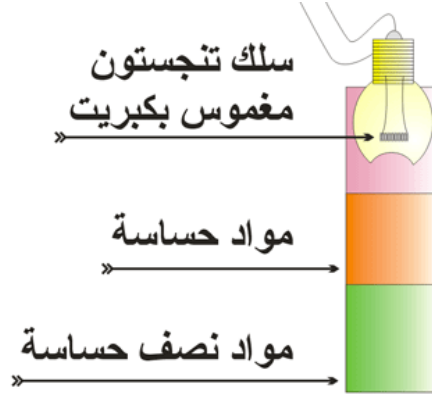 سلك تنجستون
مغموس بكبريت
مواد حساسة
مواد نصف حساسة